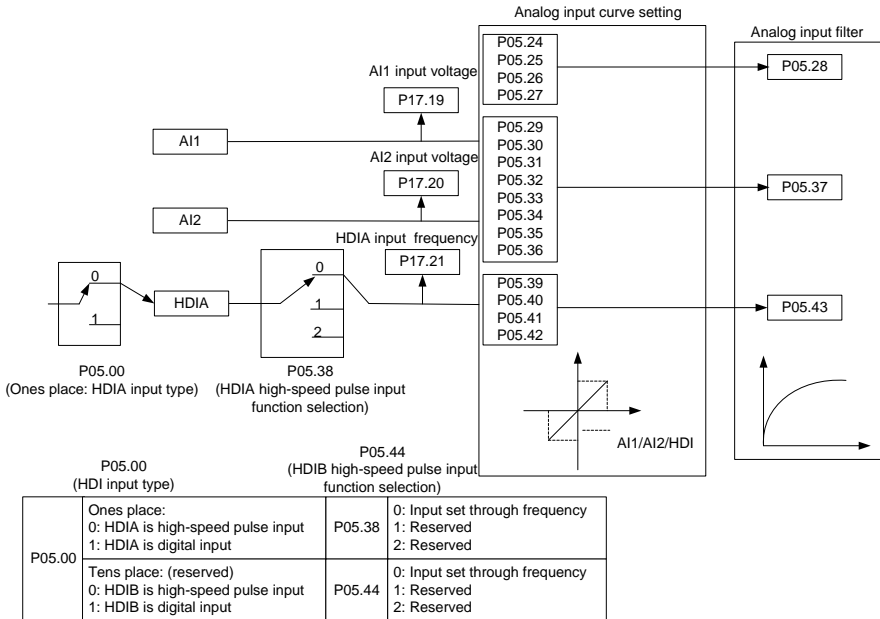 Analog input curve setting
Analog input filter
P05.24
P05.25
P05.26
P05.27
P05.28
AI1 input voltage
P17.19
AI1
P05.29
P05.30
P05.31
P05.32
P05.33
P05.34
P05.35
P05.36
P05.37
AI2 input voltage
P17.20
AI2
HDIA input frequency
P17.21
0
1
HDIA
0
1
2
P05.39
P05.40
P05.41
P05.42
P05.43
P05.00
(Ones place: HDIA input type)
P05.38
(HDIA high-speed pulse input
function selection)
AI1/AI2/HDI
P05.00
(HDI input type)
P05.44
(HDIB high-speed pulse input
function selection)
P05.00
Ones place:
0: HDIA is high-speed pulse input
1: HDIA is digital input
P05.38
0: Input set through frequency
1: Reserved
2: Reserved
Tens place: (reserved)
0: HDIB is high-speed pulse input
1: HDIB is digital input
P05.44
0: Input set through frequency
1: Reserved
2: Reserved